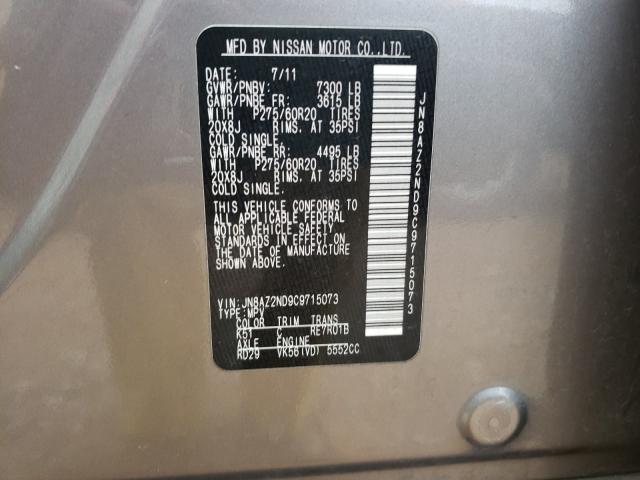 MFD BY NISSAN MOTOR CO.,LTD.
DATE: 7/11
GVWR/PNBV: 7300 LB
GAWR/PNBE FR: 3615 LB
WITH P275/60R20 TIRES
20X8J RIMS. AT 35PSI
COLD SINGLE.
GAWR/PNBE RR: 4495 LB
WITH P275/60R20 TIRES
20X8J RIMS. AT 35PSI
COLD SINGLE.
THIS VEHICLE CONFORMS TO
ALL APPLICABLE FEDERAL
MOTOR VEHICLE SAFETY
STANDARDS IN EFFECT ON
THE DATE OF MANUFACTURE
SHOWN ABOVE.
VIN: JN8AZ2ND9C9715073
TYPE: MPV
COLOR TRIM TRANS
K51 C RE7R01B
AXLE ENGINE
RD29 VK56(VD) 5552CC
JN8AZ2ND9C9715073